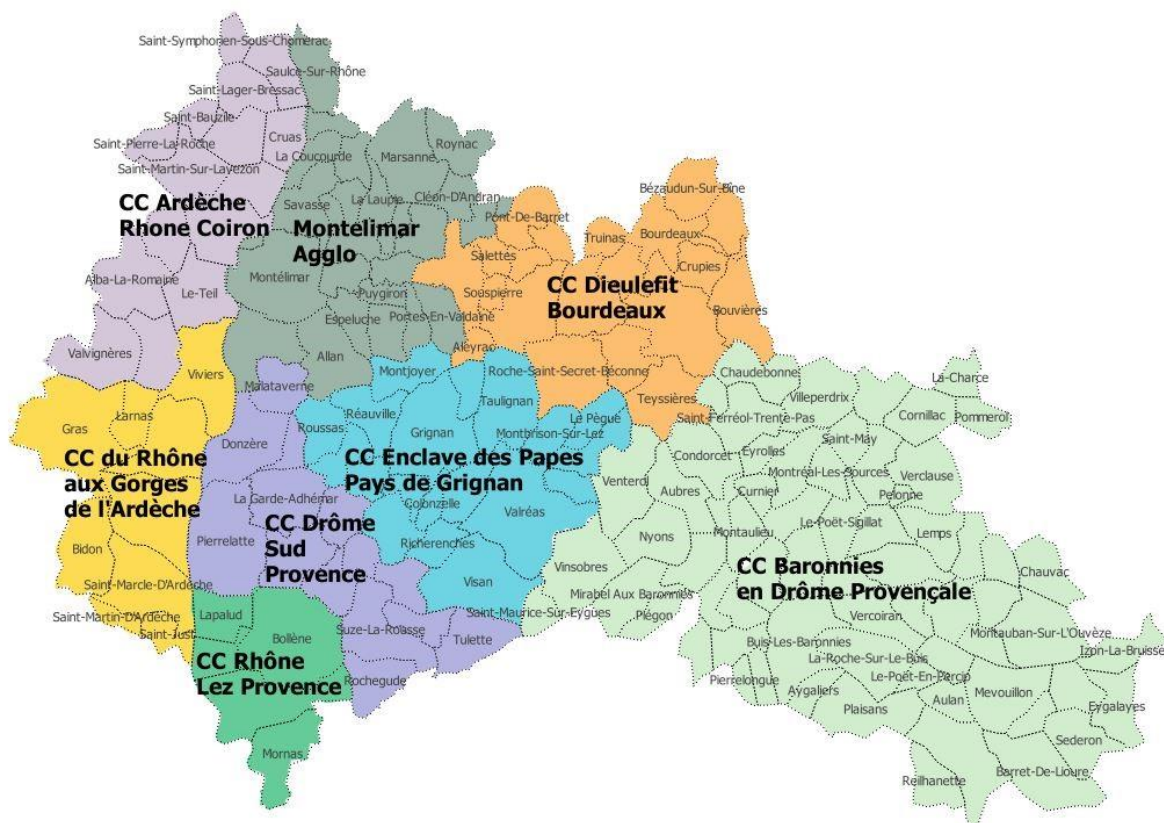 Saint-Symphorien-Sous-Chomérac
Saulce-Sur-Rhône
Saint-Lager-Bressac
Saint-Bauzile
Saint-Pierre-La-Roche
Cruas
La Coucourde
Marsanne
Roynac
Saint-Martin-Sur-Lavezon
CC Ardèche
Rhone Coiron
Savasse
La Laupie
Cléon-D'Andran
Montelimar
Agglo
Bézaudun-Sur-Bîne
Pont-De-Barret
Truinas
Bourdeaux
Salettes
Crupies
Alba-La-Romaine
Le-Teil
Montélimar
Puygiron
Souspierre
CC Dieulefit
Bourdeaux
Bouvières
Espeluche
Portes-En-Valdaine
Valvignères
Allan
Aleyrac
Viviers
Malataverne
Montjoyer
Roche-Saint-Secret-Béconne
Chaudebonne
La-Charce
Taulignan
Teyssières
Villeperdrix
Cornillac
Pommerol
Larnas
Gras
Réauville
Roussas
Le Pègue
Saint-Ferréol-Trente-Pas
Donzère
Grignan
Montbrison-Sur-Lez
Saint-May
CC du Rhône
aux Gorges
de l'Ardèche
CC Enclave des Papes
Pays de Grignan
Condorcet
Eyrolles
Venterol
Montréal-Les-Sources
Verclause
Aubres
Curnier
Pelonne
La Garde-Adhémar
Colonzelle
Valréas
CC Drôme
Sud
Provence
Le-Poët-Sigillat
Pierrelatte
Nyons
Montaulieu
Lemps
Richerenches
Bidon
Vinsobres
CC Baronnies
en Drôme Provençale
Chauvac
Saint-Marcle-D'Ardèche
Visan
Mirabel Aux Baronnies
Saint-Martin-D'Ardèche
Lapalud
Saint-Maurice-Sur-Eygues
Piégon
Vercoiran
Saint-Just
Bollène
Suze-La-Rousse
Tulette
Montauban-Sur-L'Ouvèze
Buis-Les-Baronnies
Izon-La-Bruisse
CC Rhône
Lez Provence
La-Roche-Sur-Le-Buis
Rochegude
Pierrelongue
Le-Poët-En-Percip
Aygaliers
Mevouillon
Aulan
Plaisans
Eygalayes
Mornas
Sederon
Reilhanette
Barret-De-Lioure